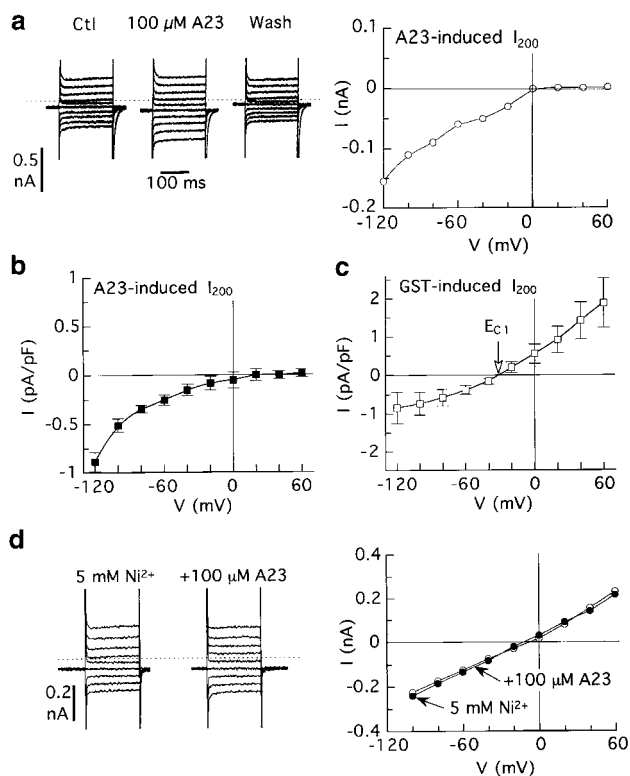 a
Ctl 100 µM A23 Wash
0.5
nA
100 ms
A23-induced I200
I (nA)
0.1
0
-0.1
-0.2
-120 -60 0 60
V (mV)
b
A23-induced I200
I (pA/pF)
1
0.5
0
-0.5
-1
-120 -60 0 60
V (mV)
c
GST-induced I200
EC1
I (pA/pF)
2
1
0
-1
-2
-120 -60 0 60
V (mV)
d
5 mM Ni2+ +100 µM A23
0.2
nA
I (nA)
0.4
0.2
0
-0.2
-0.4
+100 µM A23
5 mM Ni2+
-120 -60 0 60
V (mV)